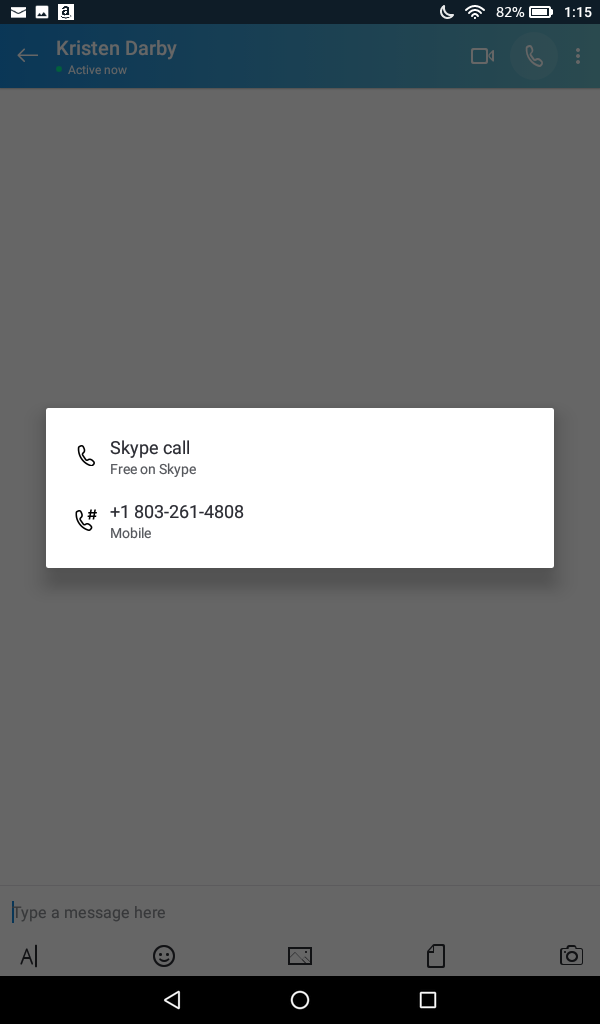 82% 1:15
Kristen Darby
Active now
Skype call
Free on Skype
+1 803-261-4808
Mobile
Type a message here
A